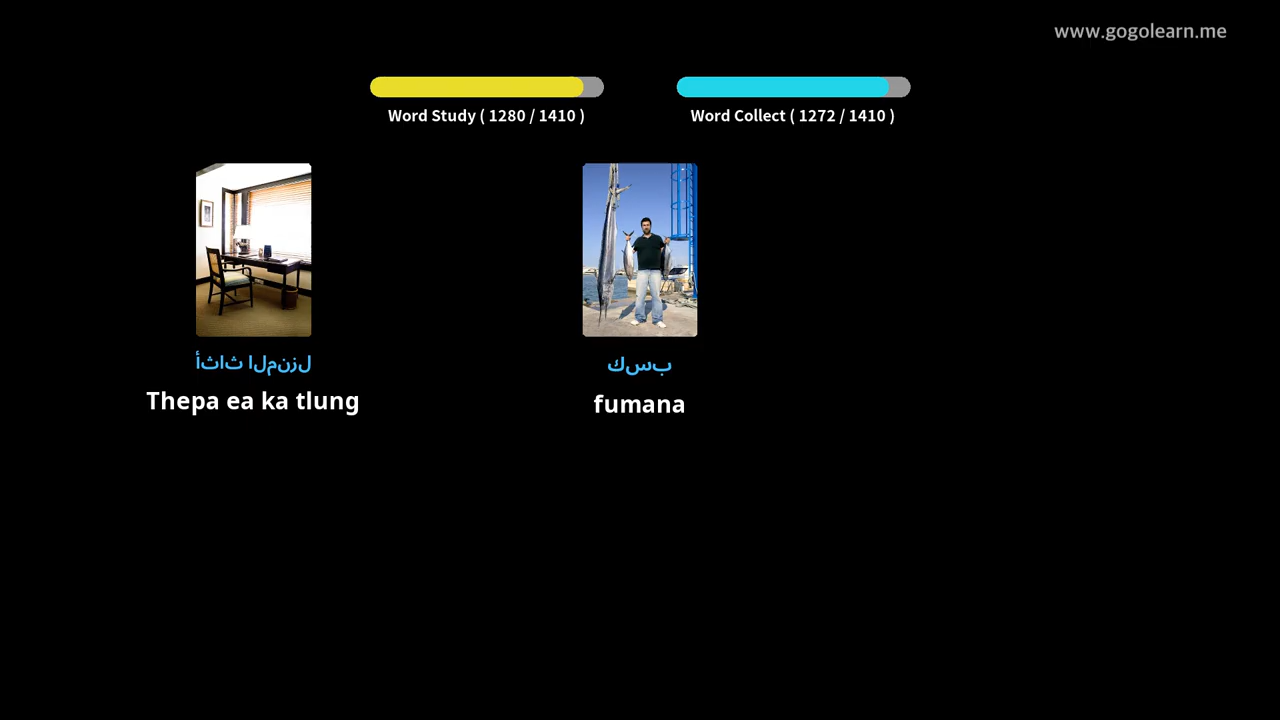 www.gogolearn.me
Word Study ( 1280 / 1410 )
Word Collect ( 1272 / 1410 )
أثاث المنزل
Thepa ea ka tlung
كسب
fumana